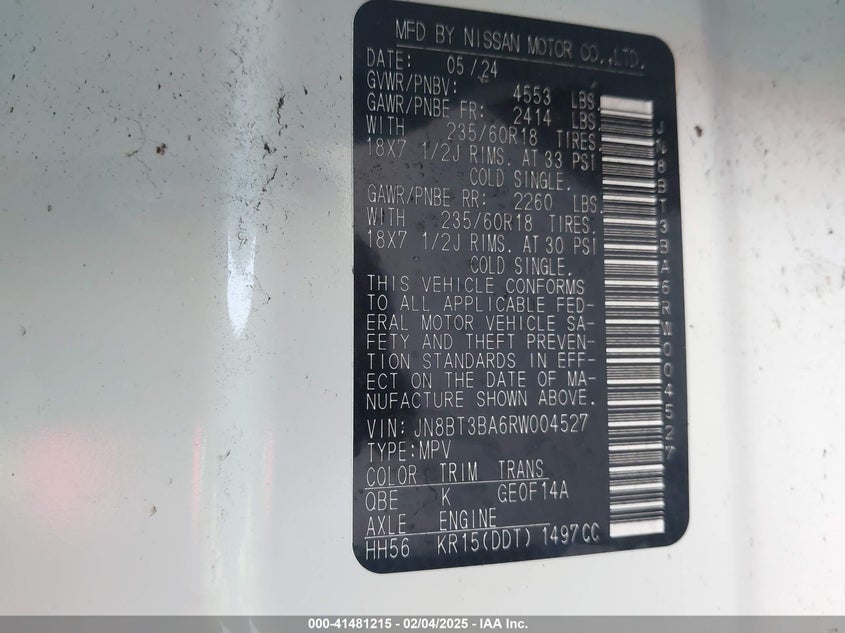 MFD BY NISSAN MOTOR CO.,LTD.
DATE: 05/24
GVWR/PNBV: 4553 LBS
GAWR/PNBE FR: 2414 LBS
WITH 235/60R18 TIRES.
18X7 1/2J RIMS. AT 33 PSI
COLD SINGLE.
GAWR/PNBE RR: 2260 LBS
WITH 235/60R18 TIRES.
18X7 1/2J RIMS. AT 30 PSI
COLD SINGLE.
THIS VEHICLE CONFORMS
TO ALL APPLICABLE FED-
ERAL MOTOR VEHICLE SA-
FETY AND THEFT PREVEN-
TION STANDARDS IN EFF-
ECT ON THE DATE OF MA-
NUFACTURE SHOWN ABOVE.
VIN: JN8BT3BA6RW004527
TYPE:MPV
COLOR TRIM TRANS
QBE K GE0F14A
AXLE ENGINE
HH56 KR15(DDT) 1497CC
JN8BT3BA6RW004527
000-41481215 - 02/04/2025 - IAA Inc.